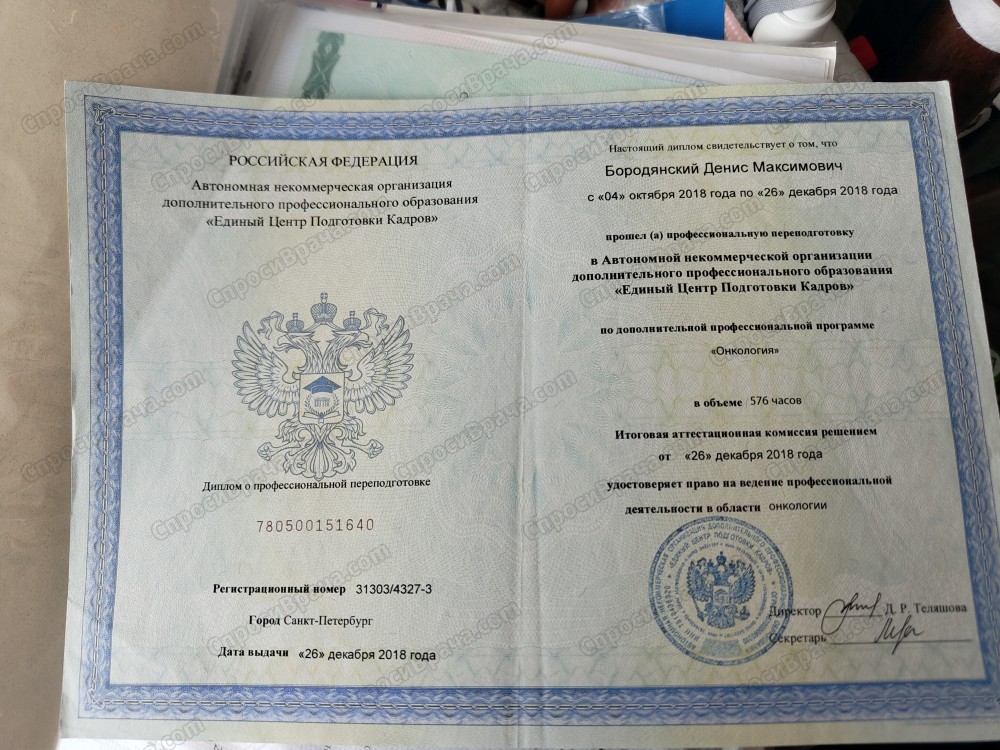 РОССИЙСКАЯ ФЕДЕРАЦИЯ
Автономная некоммерческая организация
дополнительного профессионального образования
«Единый Центр Подготовки Кадров»
Диплом о профессиональной переподготовке
780500151640
Регистрационный номер 31303/4327-3
Город Санкт-Петербург
Дата выдачи «26» декабря 2018 года
Настоящий диплом свидетельствует о том, что
Бородянский Денис Максимович
с «04» октября 2018 года по «26» декабря 2018 года
прошел (а) профессиональную переподготовку
в Автономной некоммерческой организации
дополнительного профессионального образования
«Единый Центр Подготовки Кадров»
по дополнительной профессиональной программе
«Онкология»
в объеме 576 часов
Итоговая аттестационная комиссия решением
от «26» декабря 2018 года
удостоверяет право на ведение профессиональной
деятельности в области онкологии
Директор Д. Р. Теляшова
Секретарь
СпросиВрача.com